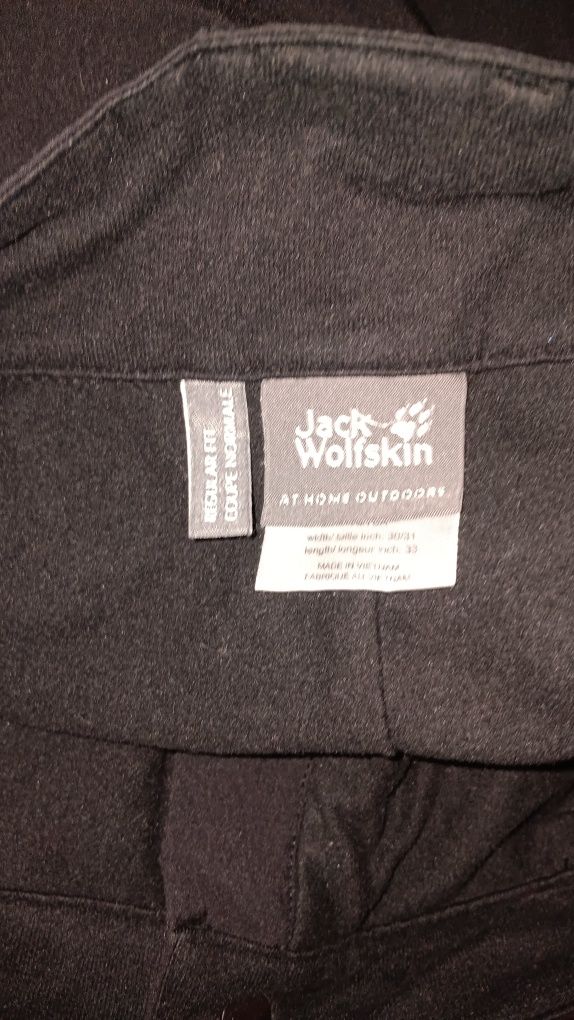 REGULAR FIT
COUPE NORMALE
Jack
Wolfskin
AT HOME OUTDOORS
width/ taille inch: 30/31
length/ longeur inch: 33
MADE IN VIETNAM
FABRIQUÉ AU VIETNAM